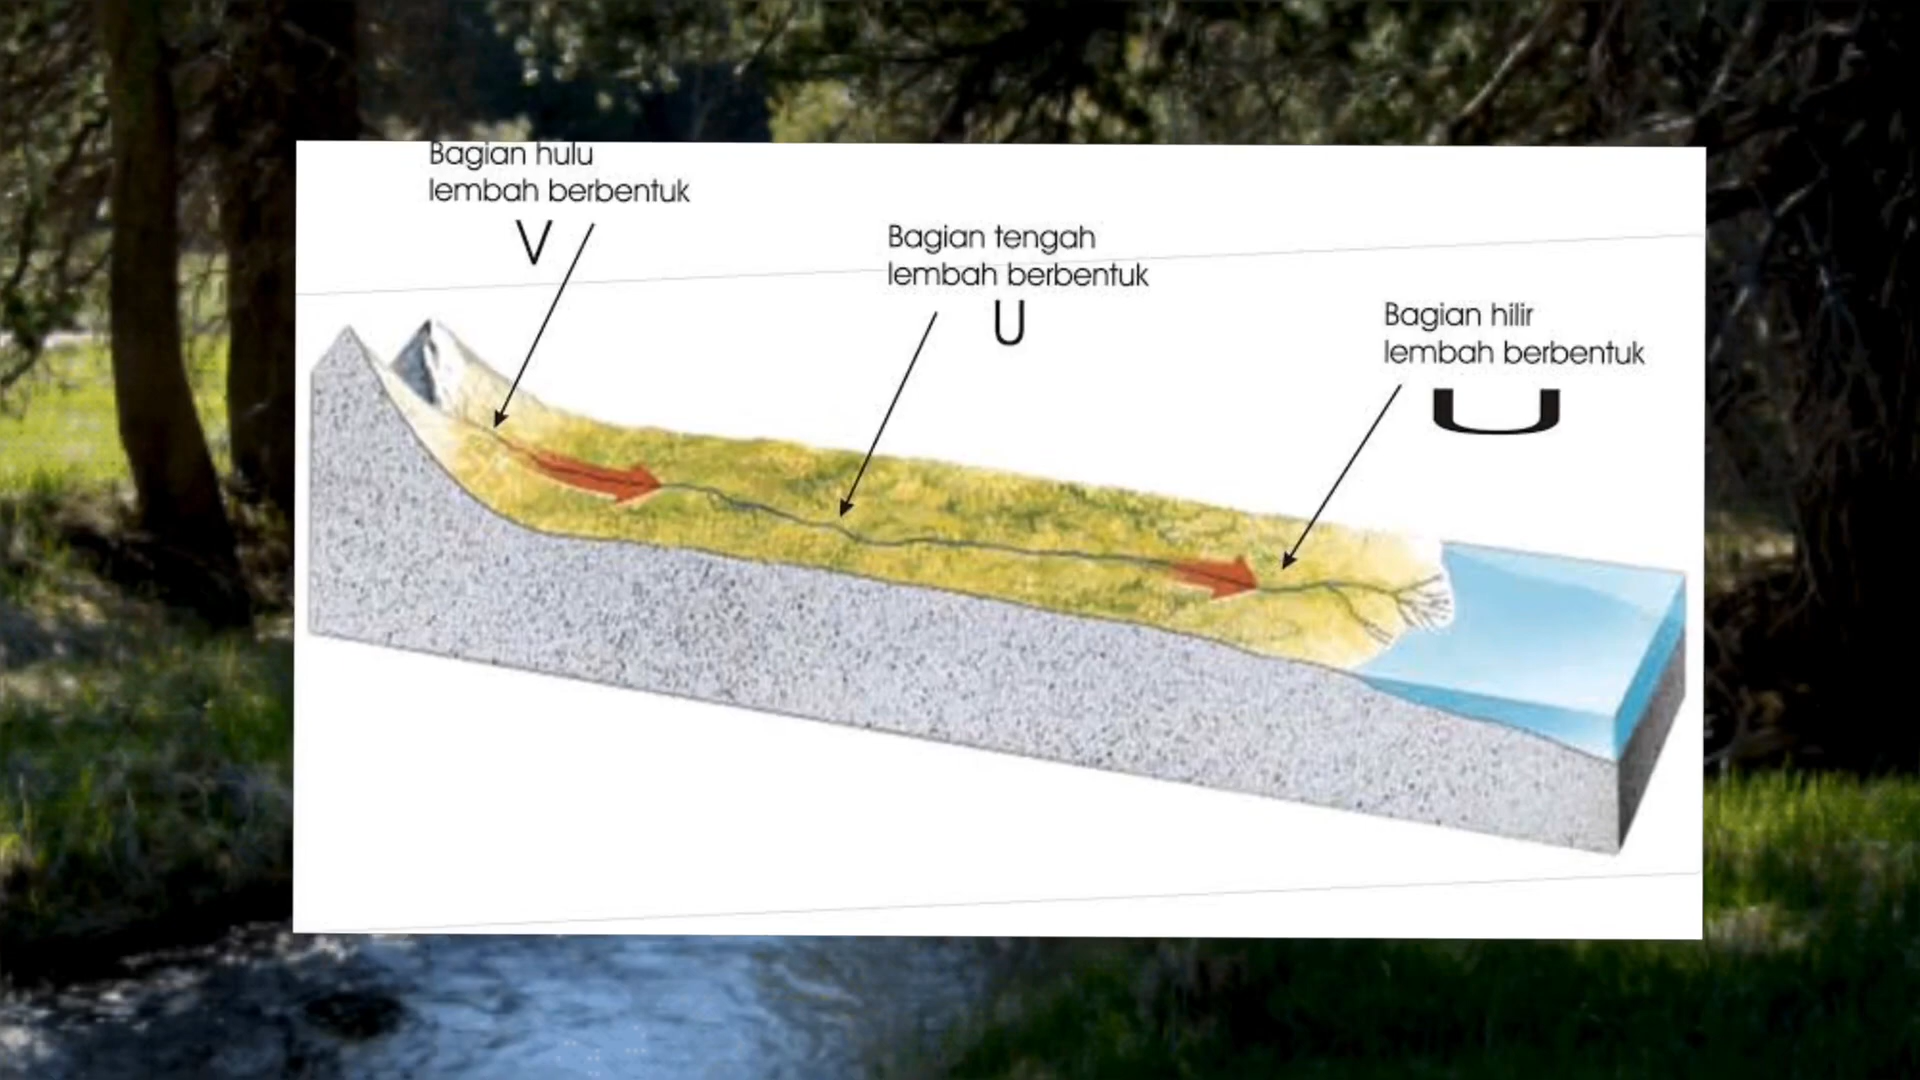 Bagian hulu
lembah berbentuk
V
Bagian tengah
lembah berbentuk
U
Bagian hilir
lembah berbentuk
U